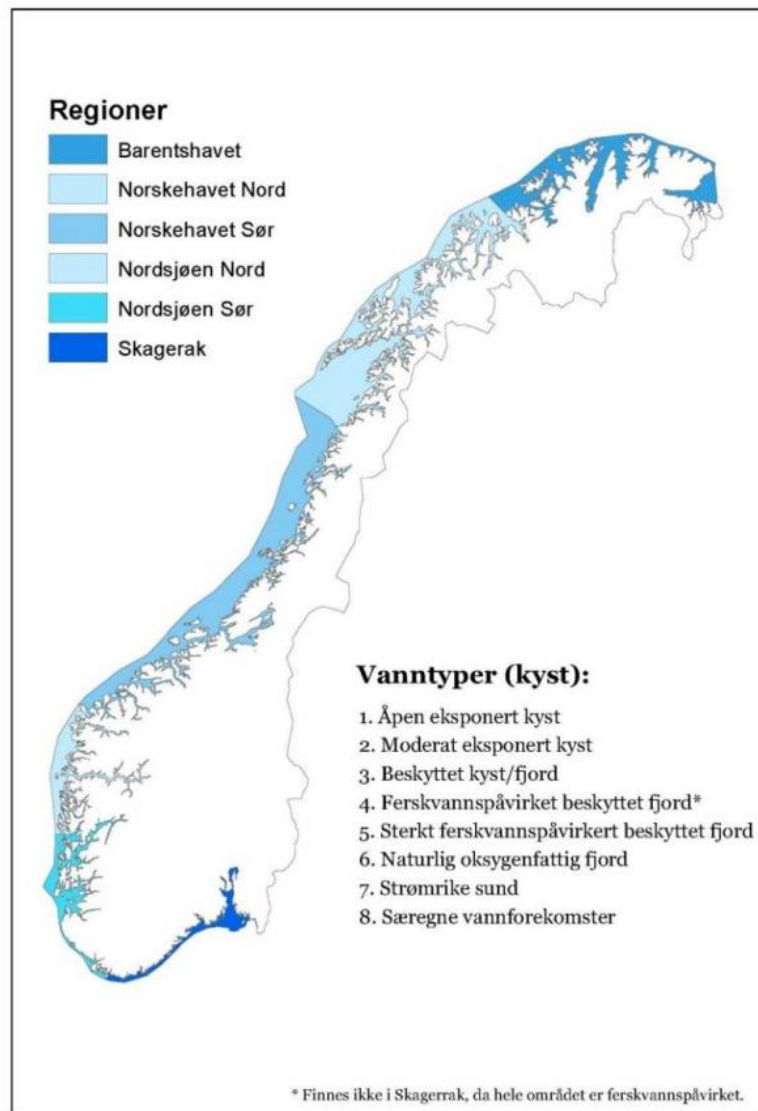 Regioner
Barentshavet
Norskehavet Nord
Norskehavet Sør
Nordsjøen Nord
Nordsjøen Sør
Skagerak
Vanntyper (kyst):
1. Åpen eksponert kyst
2. Moderat eksponert kyst
3. Beskyttet kyst/fjord
4. Ferskvannspåvirket beskyttet fjord*
5. Sterkt ferskvannspåvirkert beskyttet fjord
6. Naturlig oksygenfattig fjord
7. Strømrike sund
8. Særegne vannforekomster
* Finnes ikke i Skagerrak, da hele området er ferskvannspåvirket.